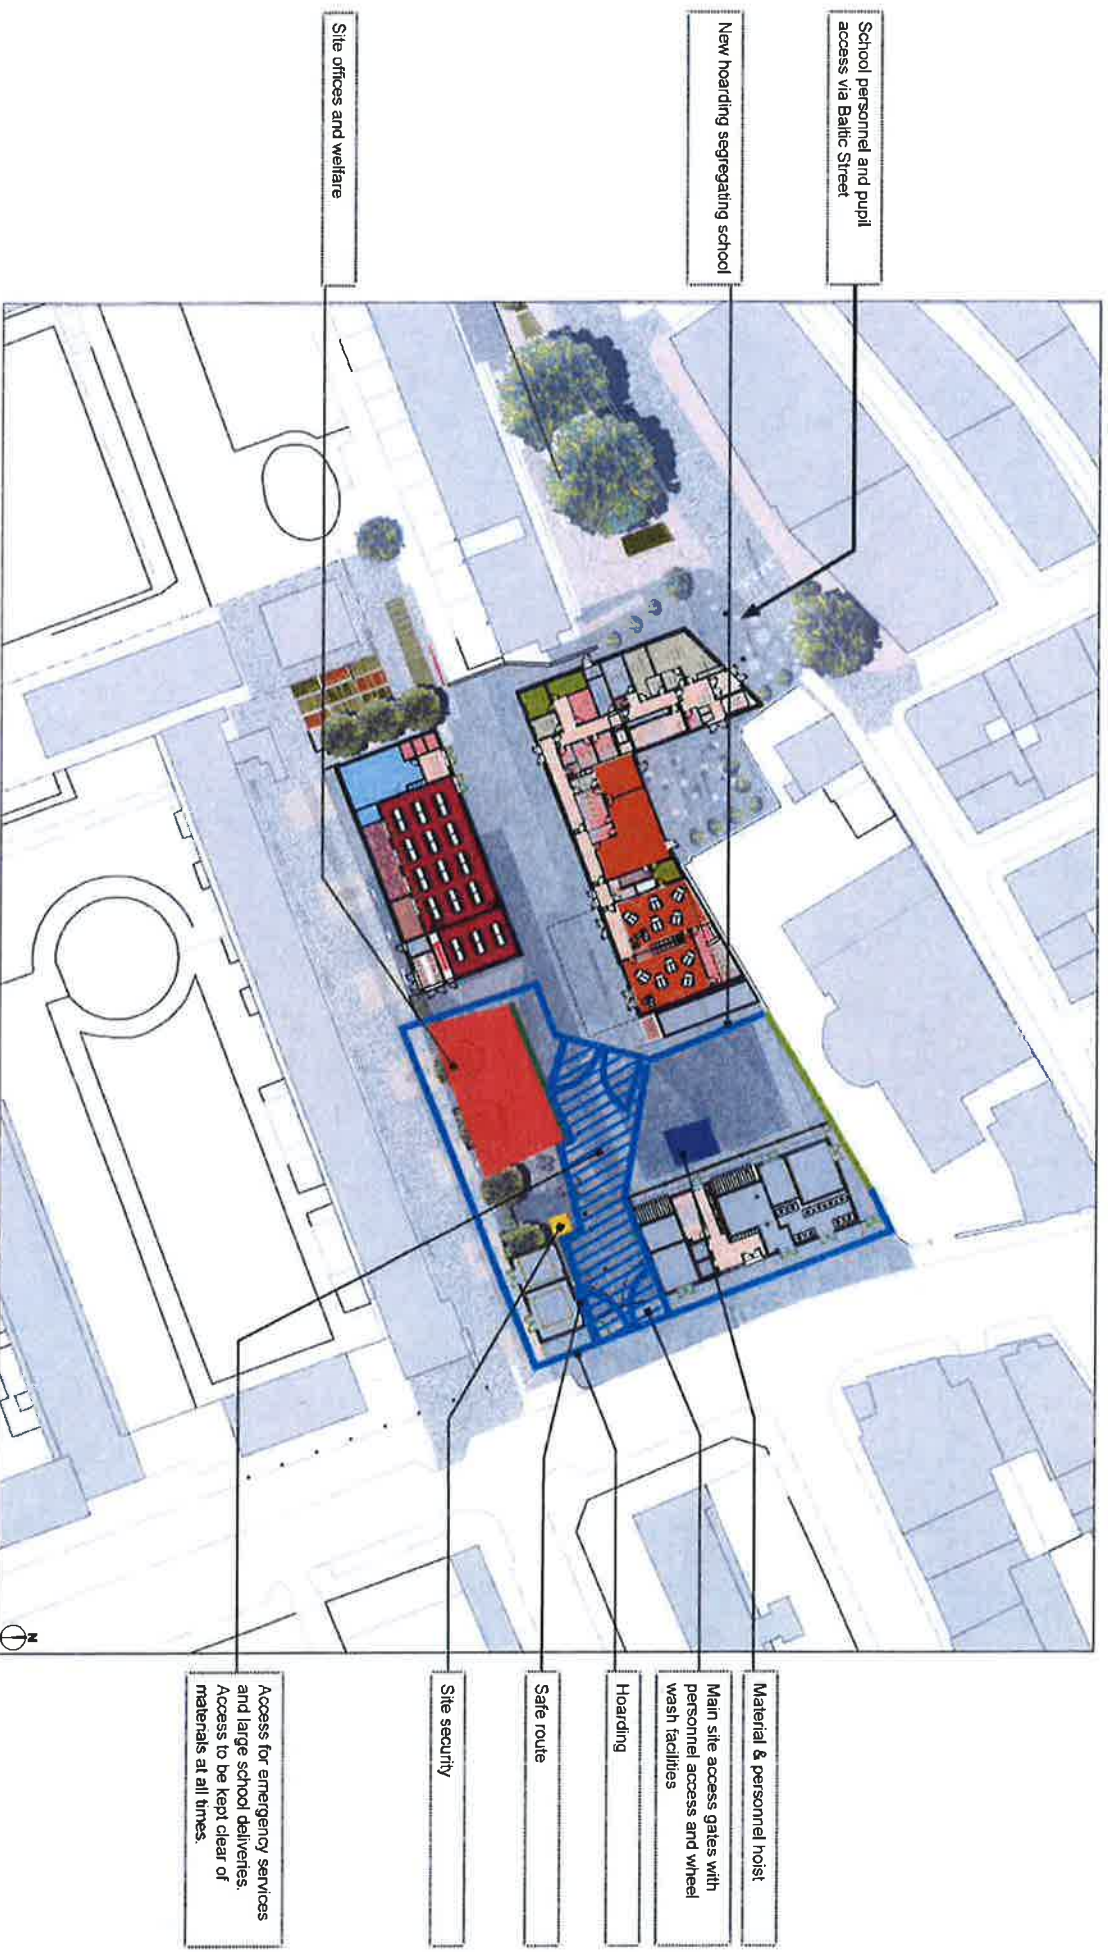 School personnel and pupil
access via Baltic Street
New hoarding segregating school
Site offices and welfare
Material & personnel hoist
Main site access gates with
personnel access and wheel
wash facilities
Hoarding
Safe route
Site security
Access for emergency services
and large school deliveries.
Access to be kept clear of
materials at all times.
N